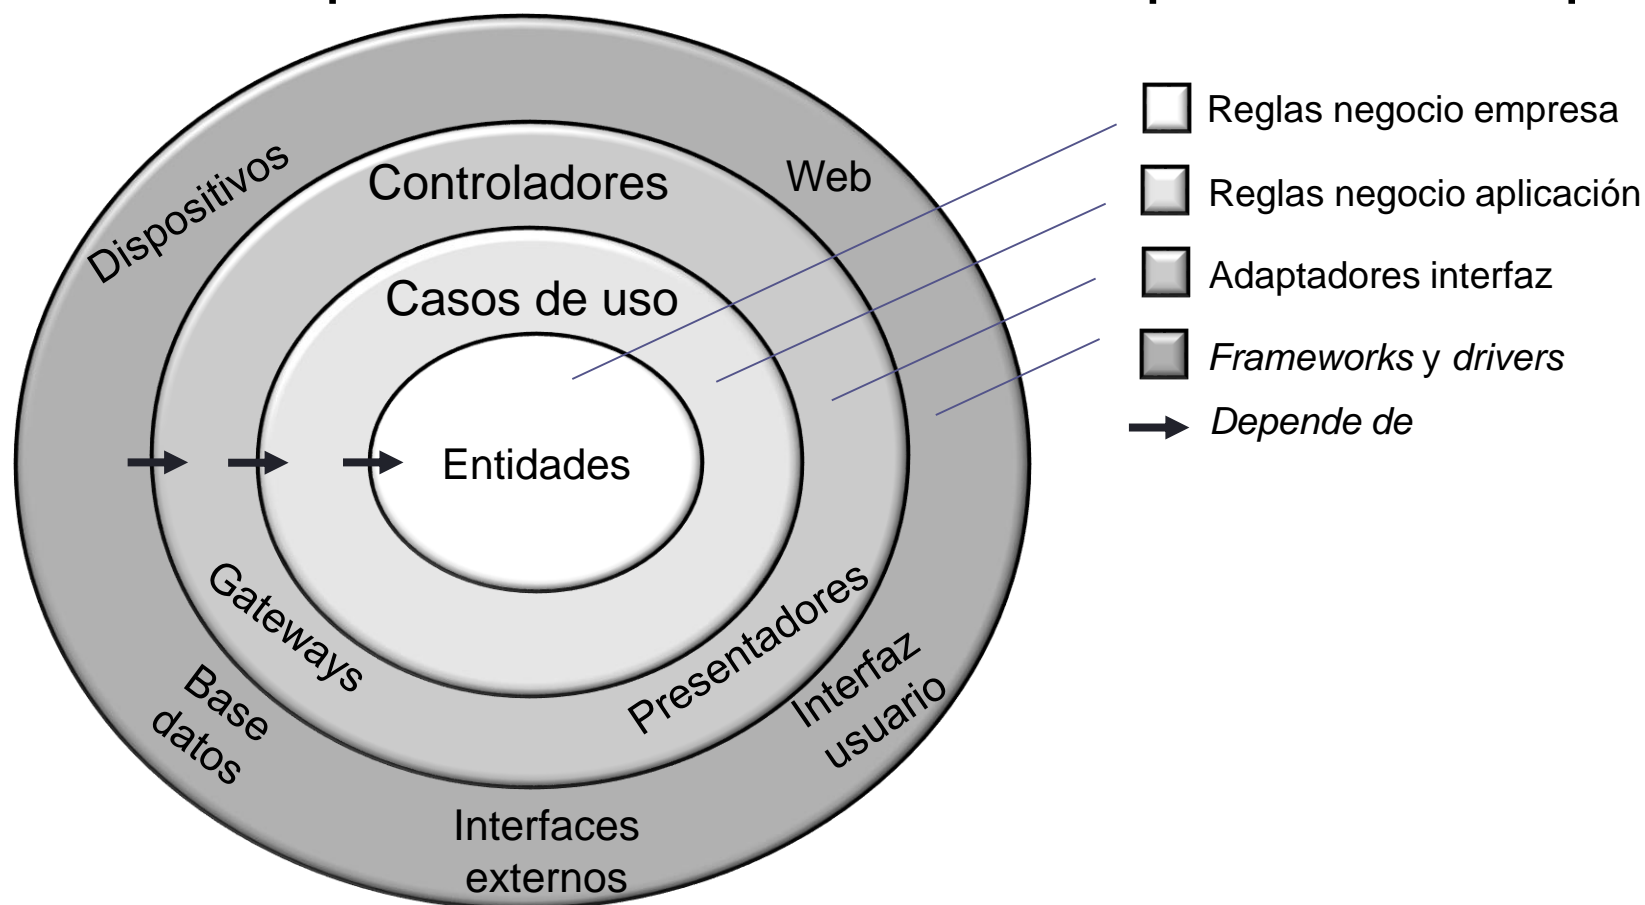 Reglas negocio empresa
Web
Dispositivos
Controladores
Reglas negocio aplicación
Casos de uso
Adaptadores interfaz
Frameworks y drivers
Depende de
Entidades
Gateways
Presentadores
Base
datos
Interfaz
usuario
Interfaces
externos